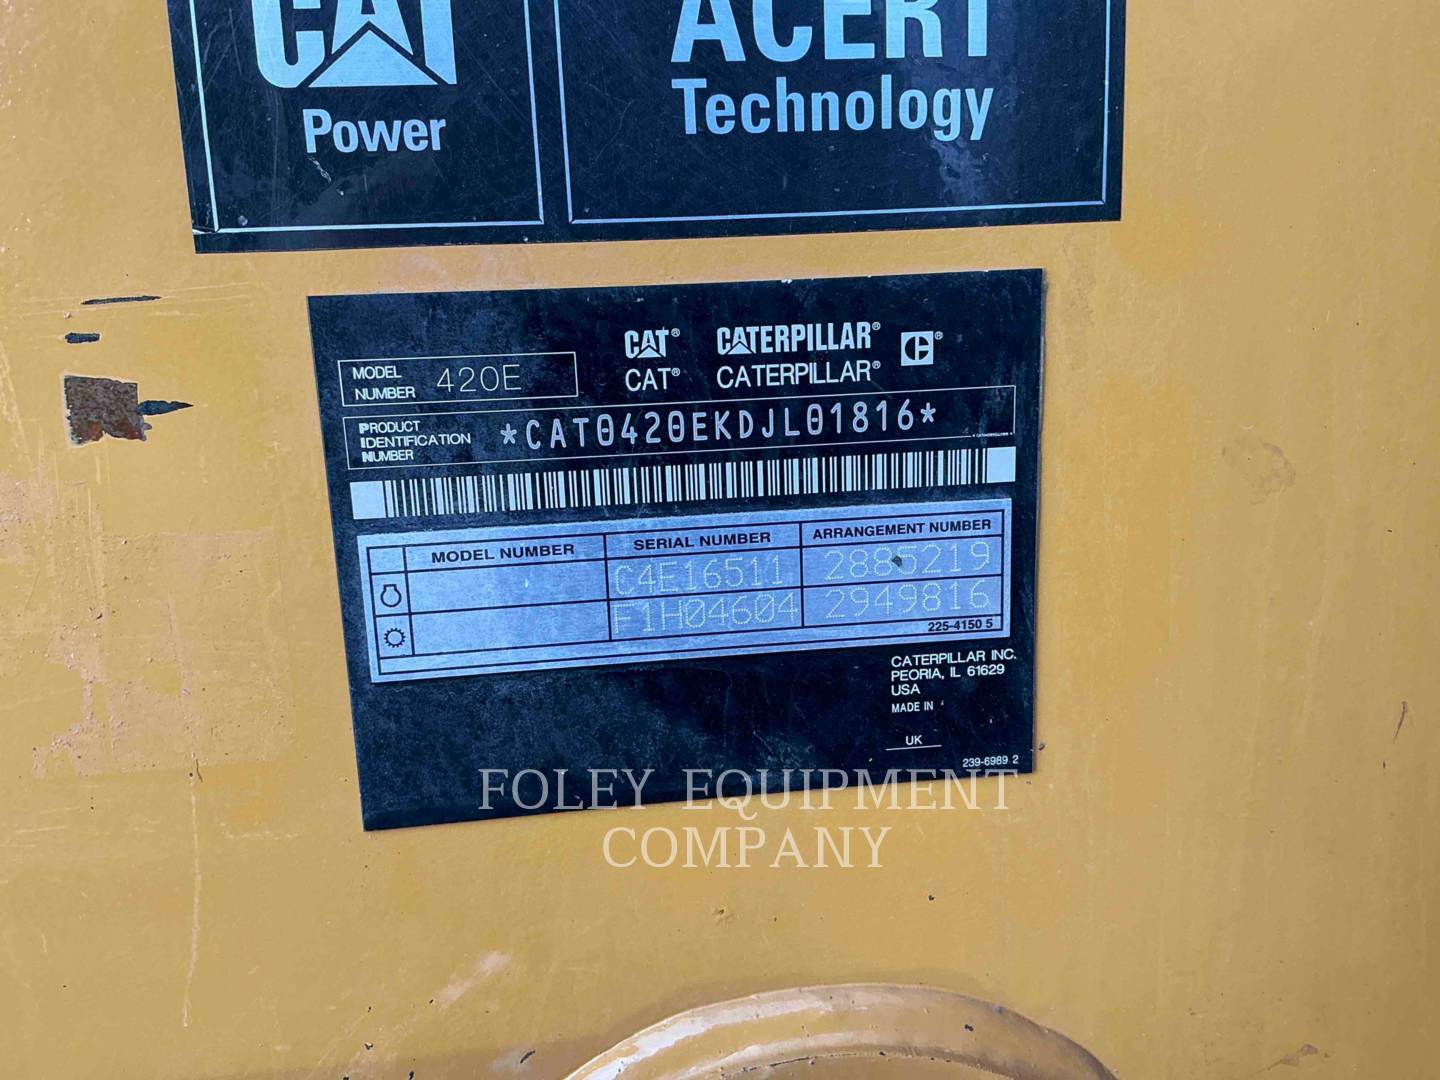 CAT
Power
ACERT
Technology
CAT® CATERPILLAR® C®
CAT® CATERPILLAR®
MODEL
NUMBER 420E
PRODUCT
IDENTIFICATION
NUMBER
*CAT0420EKDJL01816*
MODEL NUMBER SERIAL NUMBER ARRANGEMENT NUMBER
C4E16511 2885219
F1H04604 2949816
225-4150 5
CATERPILLAR INC.
PEORIA, IL 61629
USA
MADE IN
UK
239-6989 2
FOLEY EQUIPMENT
COMPANY